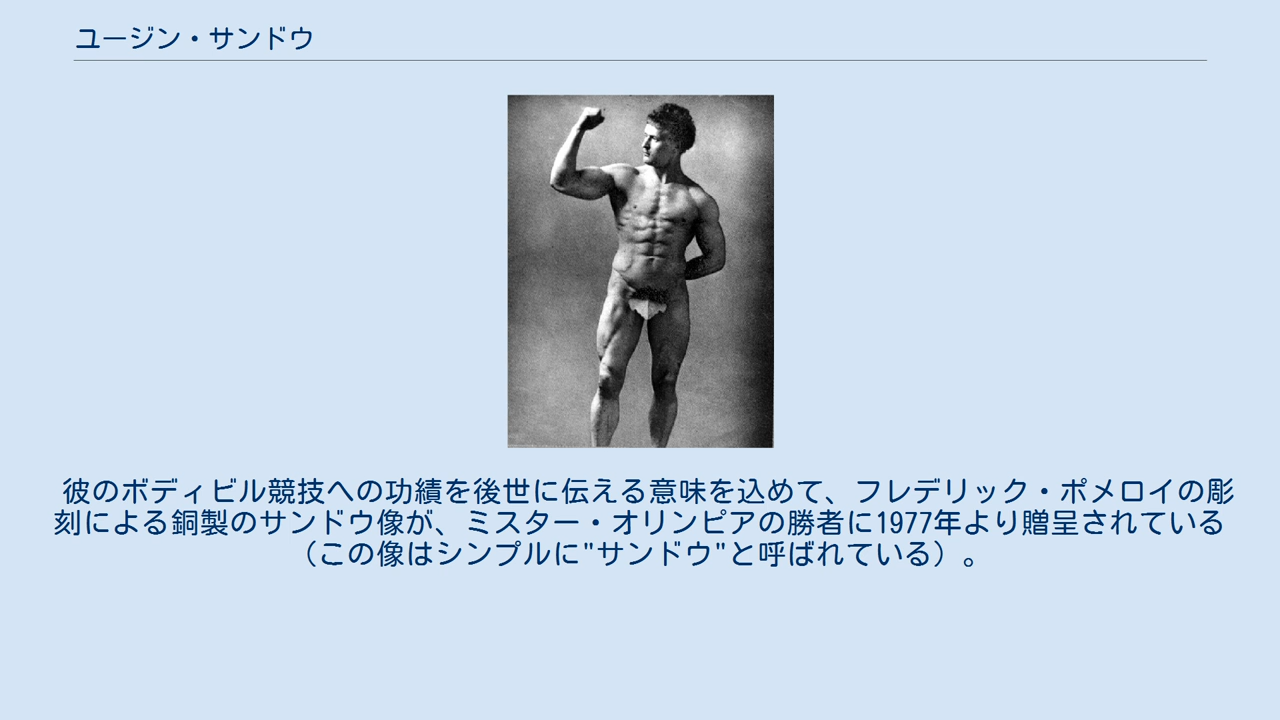 ユージン・サンドウ
彼のボディビル競技への功績を後世に伝える意味を込めて、フレデリック・ポメロイの彫
刻による銅製のサンドウ像が、ミスター・オリンピアの勝者に1977年より贈呈されている
（この像はシンプルに"サンドウ"と呼ばれている）。